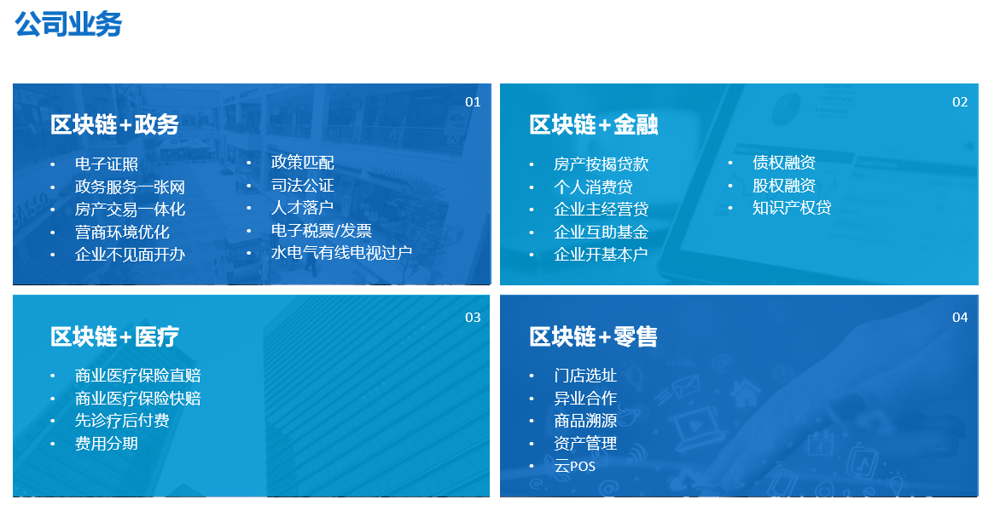 公司业务
01
区块链+政务
• 电子证照
• 政务服务一张网
• 房产交易一体化
• 营商环境优化
• 企业不见面开办
• 政策匹配
• 司法公证
• 人才落户
• 电子税票/发票
• 水电气有线电视过户
02
区块链+金融
• 房产按揭贷款
• 个人消费贷
• 企业主经营贷
• 企业互助基金
• 企业开基本户
• 债权融资
• 股权融资
• 知识产权贷
03
区块链+医疗
• 商业医疗保险直赔
• 商业医疗保险快赔
• 先诊疗后付费
• 费用分期
04
区块链+零售
• 门店选址
• 异业合作
• 商品溯源
• 资产管理
• 云POS